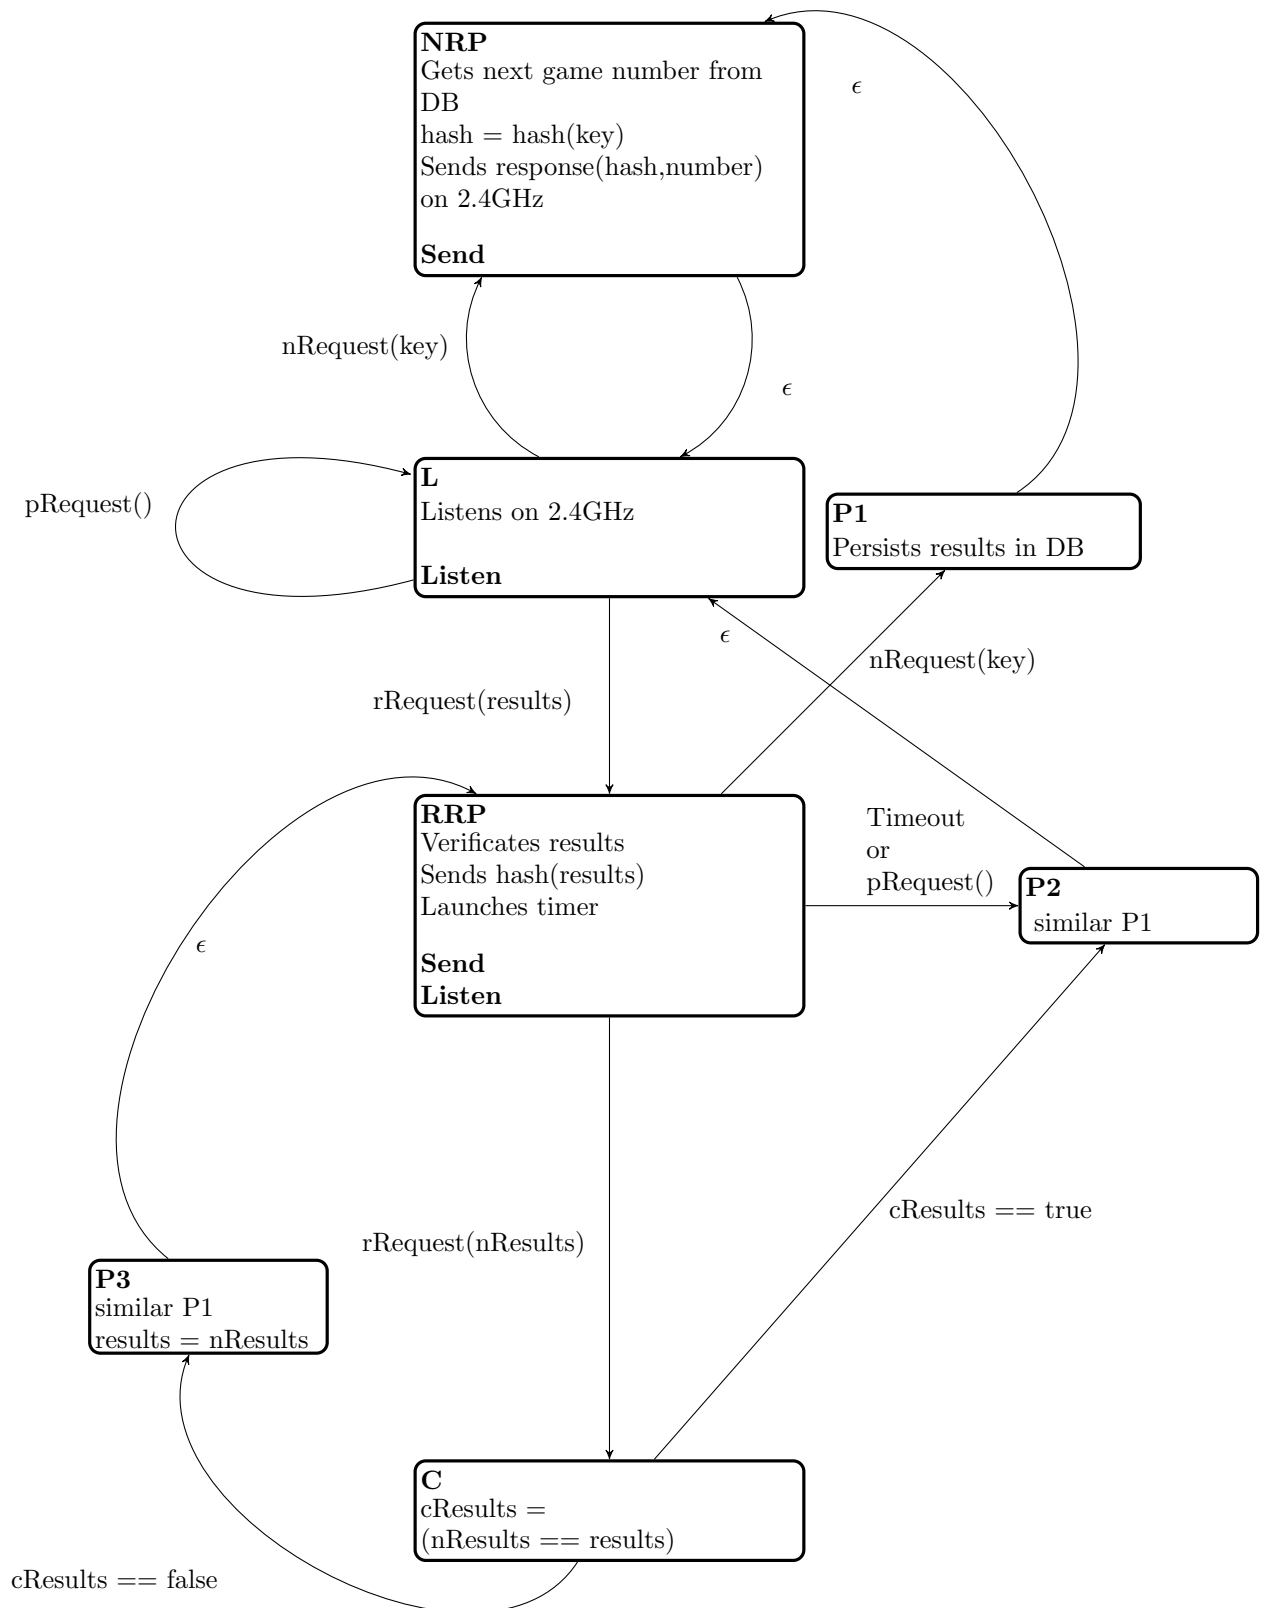 NRP
Gets next game number from
DB
hash = hash(key)
Sends response(hash,number)
on 2.4GHz
Send
ϵ
nRequest(key)
ϵ
L
Listens on 2.4GHz
Listen
pRequest()
P1
Persists results in DB
ϵ
nRequest(key)
rRequest(results)
RRP
Verificates results
Sends hash(results)
Launches timer
Send
Listen
Timeout
or
pRequest()
P2
similar P1
ϵ
cResults == true
rRequest(nResults)
P3
similar P1
results = nResults
C
cResults =
(nResults == results)
cResults == false